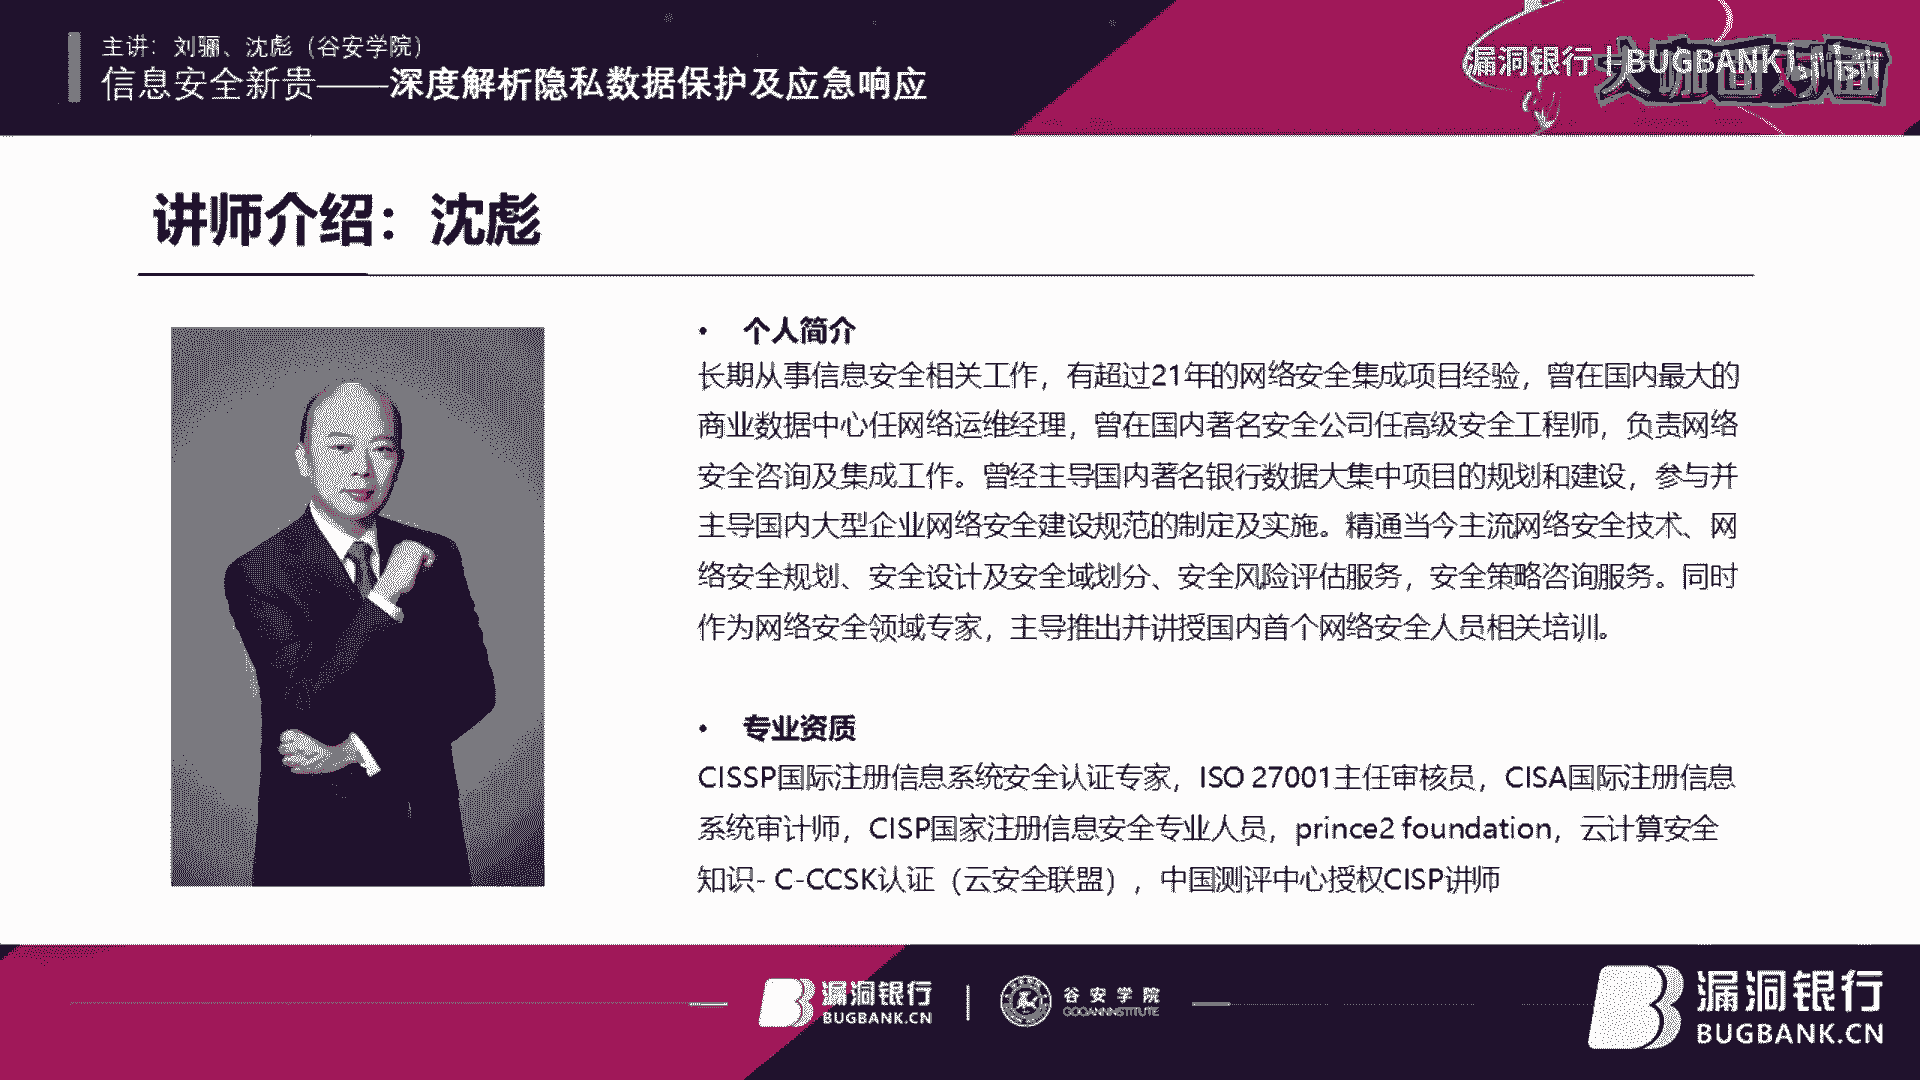 主讲：刘骊、沈彪（谷安学院）
信息安全新贵——深度解析隐私数据保护及应急响应
漏洞银行 BUGBANK
大咖面对面
讲师介绍：沈彪
• 个人简介
长期从事信息安全相关工作，有超过21年的网络安全集成项目经验，曾在国内最大的
商业数据中心任网络运维经理，曾在国内著名安全公司任高级安全工程师，负责网络
安全咨询及集成工作。曾经主导国内著名银行数据大集中项目的规划和建设，参与并
主导国内大型企业网络安全建设规范的制定及实施。精通当今主流网络安全技术、网
络安全规划、安全设计及安全域划分、安全风险评估服务，安全策略咨询服务。同时
作为网络安全领域专家，主导推出并讲授国内首个网络安全人员相关培训。
• 专业资质
CISSP国际注册信息系统安全认证专家，ISO 27001主任审核员，CISA国际注册信息
系统审计师，CISP国家注册信息安全专业人员，prince2 foundation，云计算安全
知识- C-CCSK认证（云安全联盟），中国测评中心授权CISP讲师
漏洞银行
BUGBANK.CN
谷安学院
GOOANNINSTITUTE
漏洞银行
BUGBANK.CN